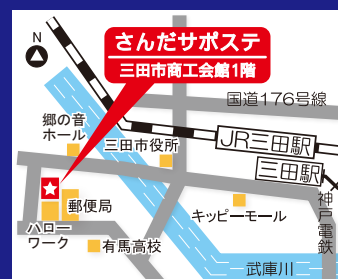 N
さんだサポステ
三田市商工会館1階
国道176号線
郷の音
ホール
三田市役所
JR三田駅
三田駅
神戸電鉄
郵便局
キッピーモール
ハロー
ワーク
有馬高校
武庫川